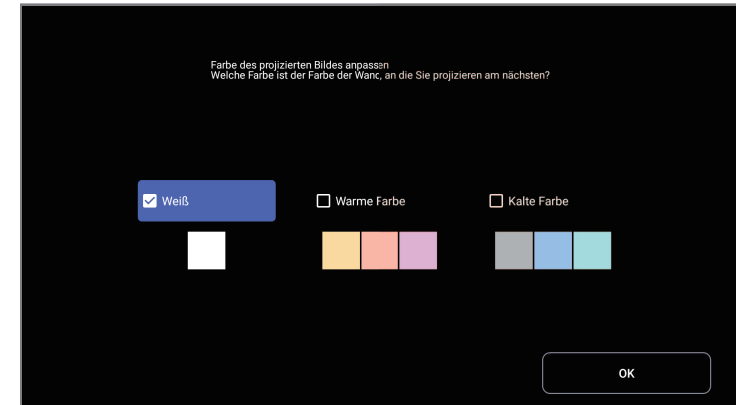 Farbe des projizierten Bildes anpassen
Welche Farbe ist der Farbe der Wand, an die Sie projizieren am nächsten?
Weiß
Warme Farbe
Kalte Farbe
OK